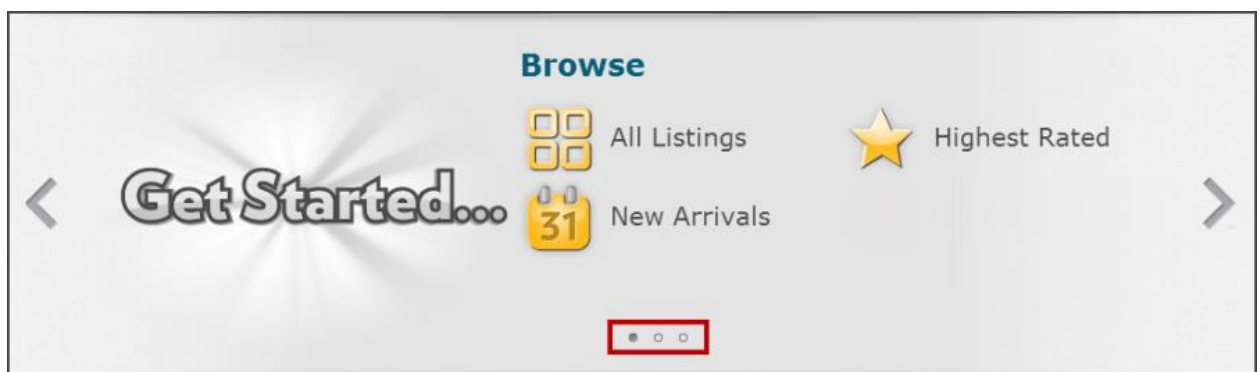 Browse
All Listings
Highest Rated
Get Started...
31
New Arrivals